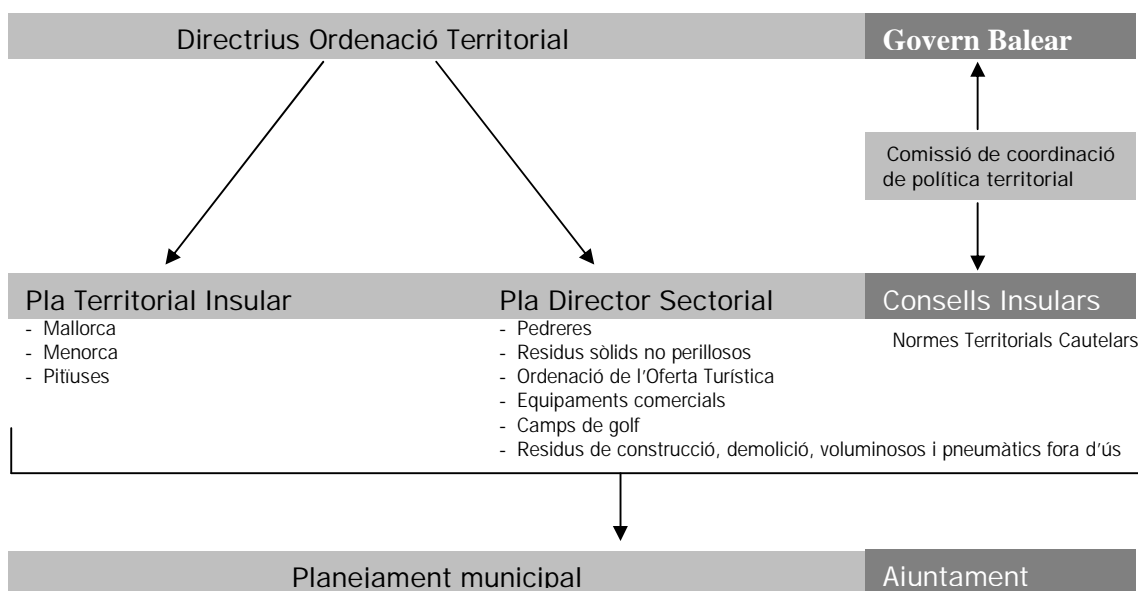 Directrius Ordenació Territorial
Govern Balear
Comissió de coordinació
de política territorial
Pla Territorial Insular
- Mallorca
- Menorca
- Pitïuses
Pla Director Sectorial
- Pedreres
- Residus sòlids no perillosos
- Ordenació de l'Oferta Turística
- Equipaments comercials
- Camps de golf
- Residus de construcció, demolició, voluminosos i pneumàtics fora d'ús
Consells Insulars
Normes Territorials Cautelars
Planejament municipal
Ajuntament